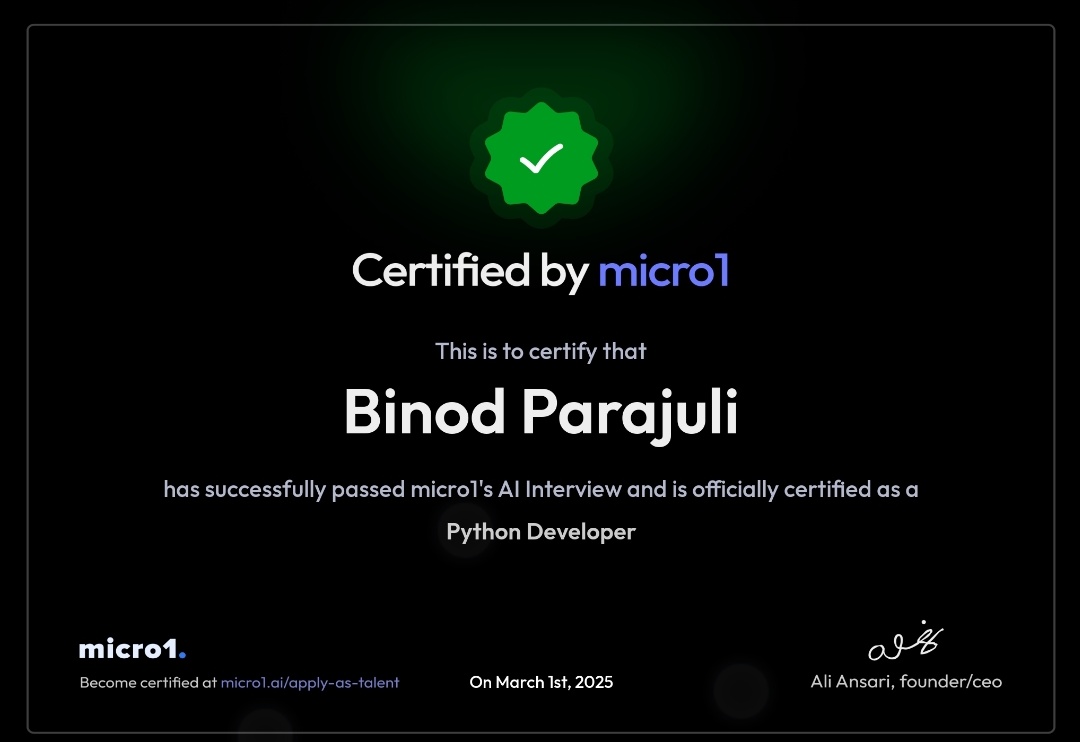 Certified by micro1
This is to certify that
Binod Parajuli
has successfully passed micro1's AI Interview and is officially certified as a
Python Developer
micro1.
Become certified at micro1.ai/apply-as-talent
On March 1st, 2025
Ali Ansari, founder/ceo